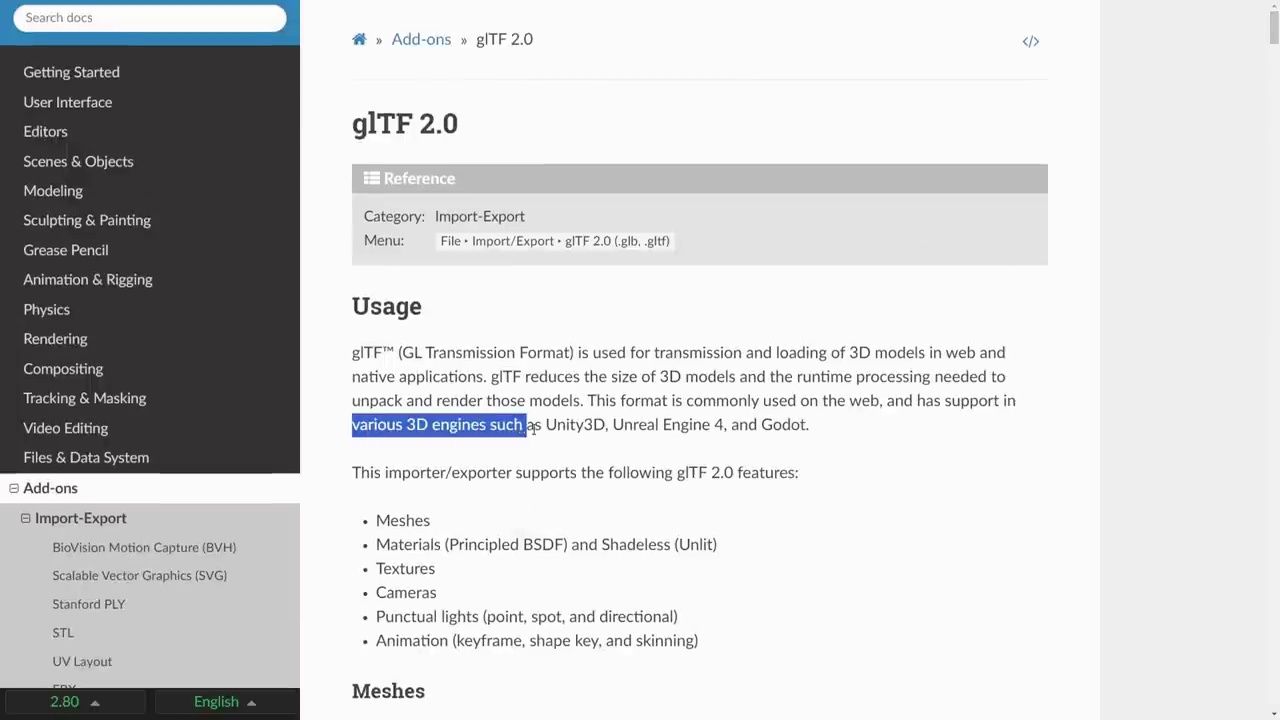 Search docs
Getting Started
User Interface
Editors
Scenes & Objects
Modeling
Sculpting & Painting
Grease Pencil
Animation & Rigging
Physics
Rendering
Compositing
Tracking & Masking
Video Editing
Files & Data System
Add-ons
Import-Export
BioVision Motion Capture (BVH)
Scalable Vector Graphics (SVG)
Stanford PLY
STL
UV Layout
2.80
English
» Add-ons » glTF 2.0
glTF 2.0
Reference
Category: Import-Export
Menu: File ‣ Import/Export ‣ glTF 2.0 (.glb, .gltf)
Usage
glTF™ (GL Transmission Format) is used for transmission and loading of 3D models in web and
native applications. glTF reduces the size of 3D models and the runtime processing needed to
unpack and render those models. This format is commonly used on the web, and has support in
various 3D engines such as Unity3D, Unreal Engine 4, and Godot.
This importer/exporter supports the following glTF 2.0 features:
• Meshes
• Materials (Principled BSDF) and Shadeless (Unlit)
• Textures
• Cameras
• Punctual lights (point, spot, and directional)
• Animation (keyframe, shape key, and skinning)
Meshes